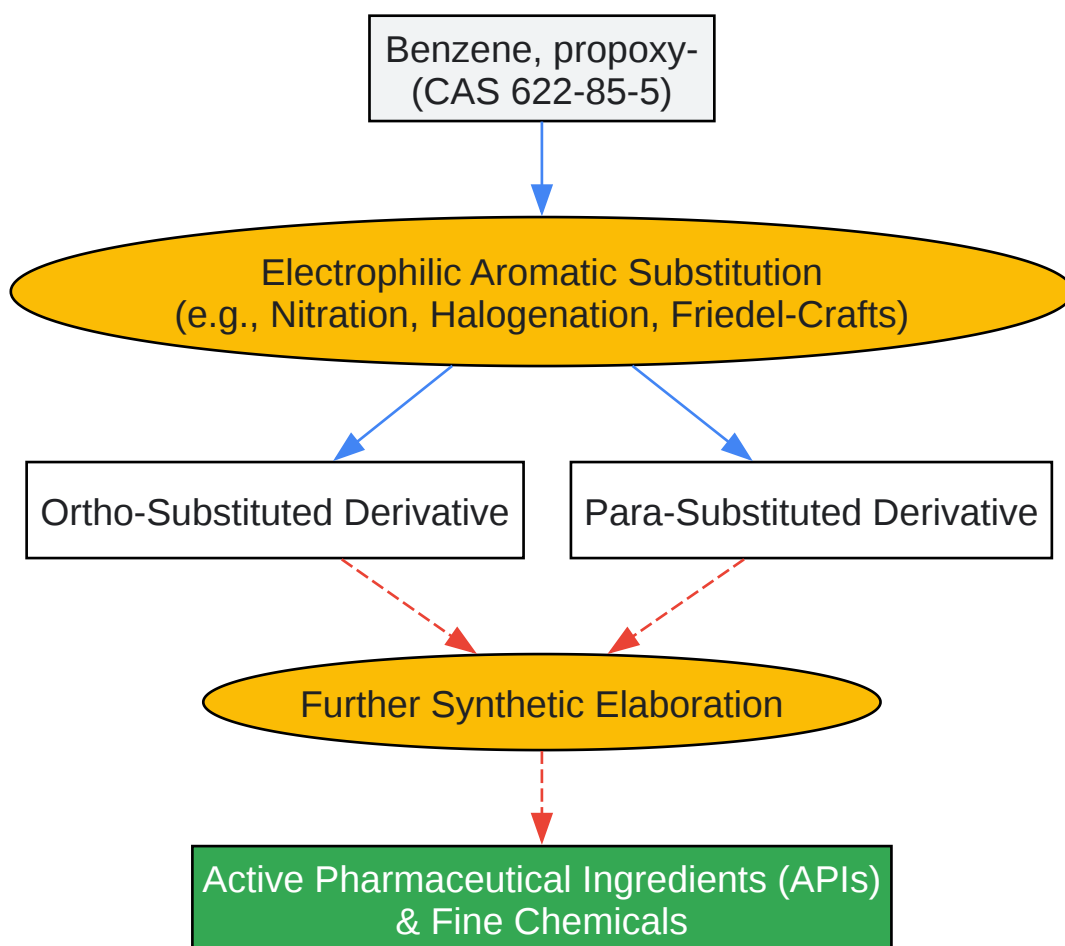 Benzene, propoxy-
(CAS 622-85-5)
Electrophilic Aromatic Substitution
(e.g., Nitration, Halogenation, Friedel-Crafts)
Ortho-Substituted Derivative
Para-Substituted Derivative
Further Synthetic Elaboration
Active Pharmaceutical Ingredients (APIs)
& Fine Chemicals